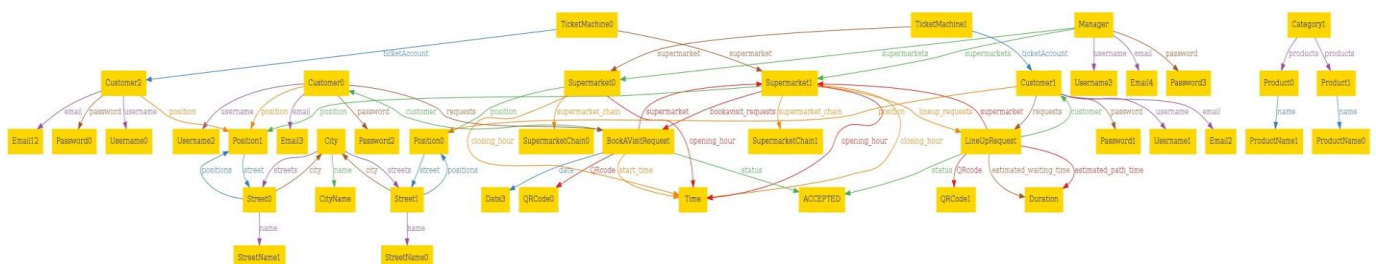 TicketMachine0 TicketMachine1 Manager Category1
ticketAccount supermarket supermarket ticketAccount supermarkets supermarkets username email password products products
Customer2 Customer0 Supermarket0 Supermarket1 Customer1 Username3 Email4 Password3 Product0 Product1
email password username position username position email password position customer requests position supermarket_chain supermarket bookavisit_requests supermarket_chain opening_hour position lineup_request supermarket customer requests password username email name name
closing_hour opening_hour closing_hour
Email12 Password0 Username0 Position1 Username2 Email3 City Password2 Position0 SupermarketChain0 BookAVisitRequest SupermarketChain1 LineUpRequest Password1 Username1 Email2 ProductName1 ProductName0
positions street streets city name city streets street positions date QRcode start_time status status QRcode estimated_waiting_time estimated_path_time
Street0 CityName Street1 Date3 QRCode0 Time ACCEPTED QRCode1 Duration
name name
StreetName1 StreetName0